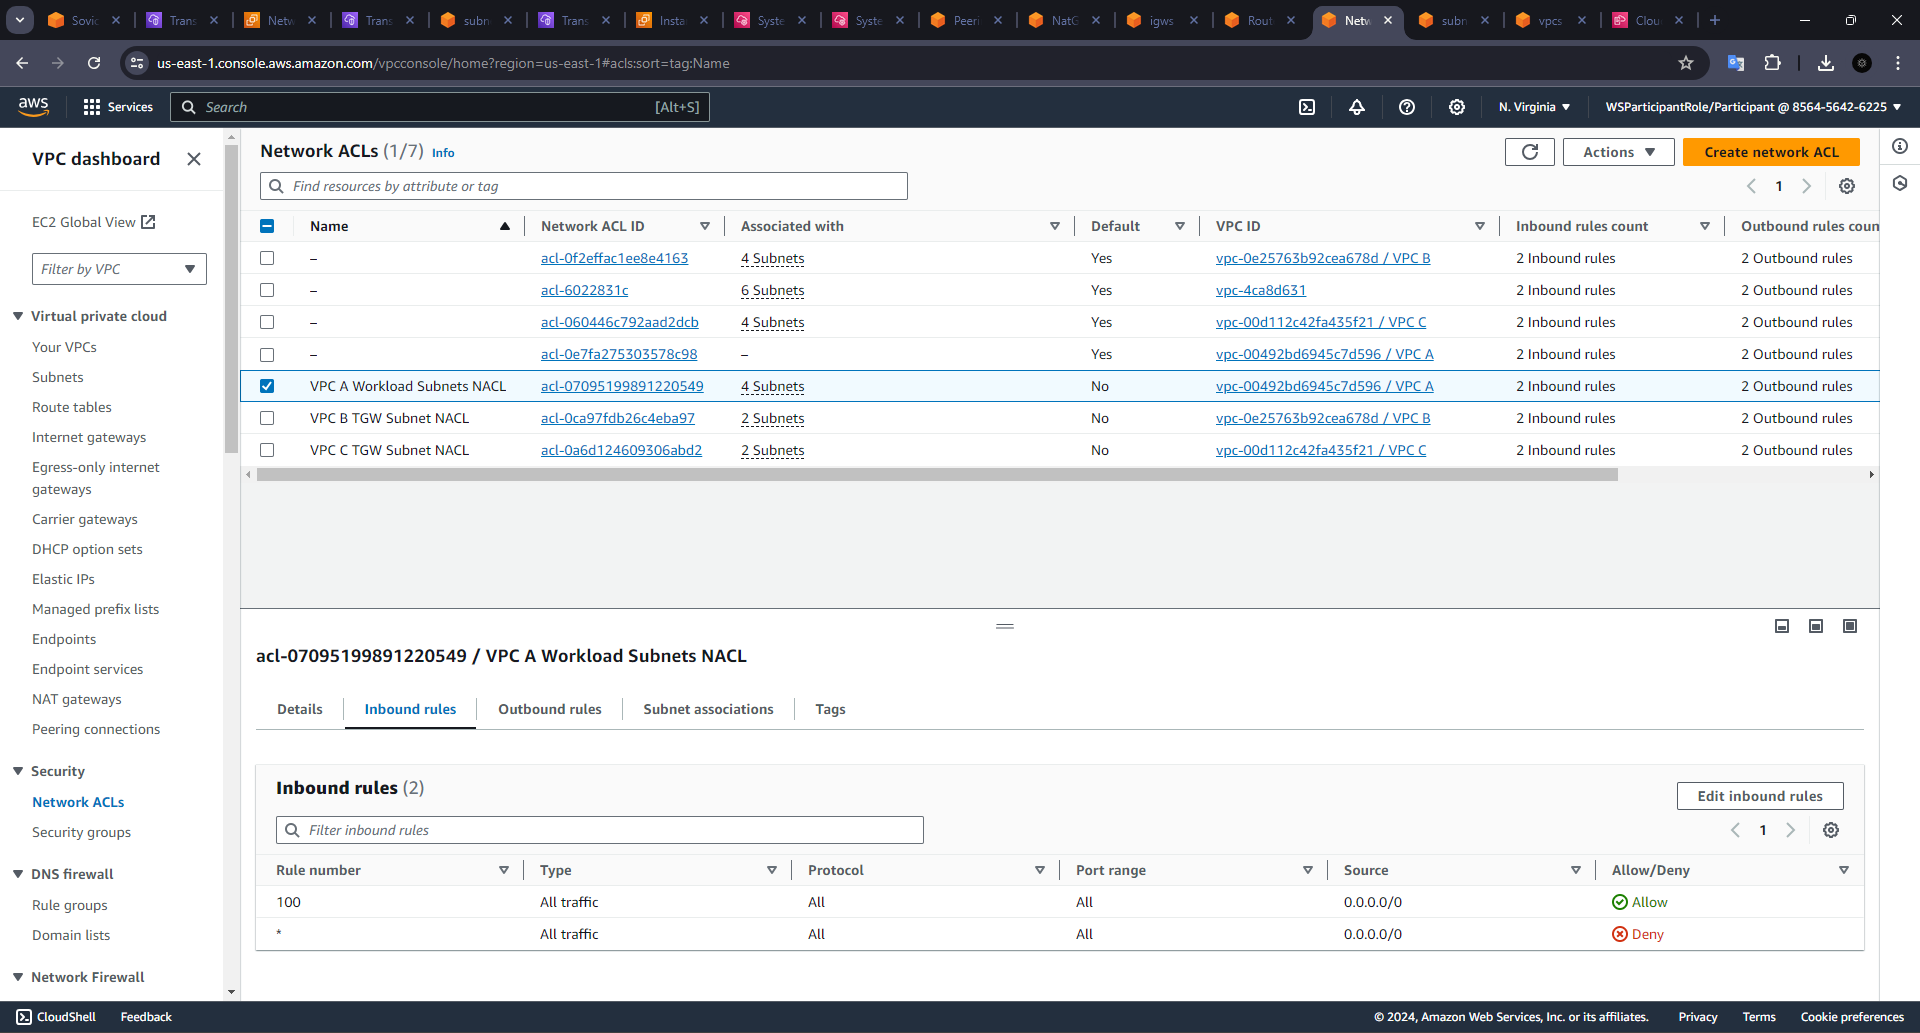 Sovic
Trans
Netw
Trans
subn
Trans
Insta
Syste
Syste
Peeri
NatG
igws
Rout
Netw
subn
vpcs
Clou
us-east-1.console.aws.amazon.com/vpcconsole/home?region=us-east-1#acls:sort=tag:Name
aws
Services
Search [Alt+S]
N. Virginia
WSParticipantRole/Participant @ 8564-5642-6225
VPC dashboard
EC2 Global View
Filter by VPC
Virtual private cloud
Your VPCs
Subnets
Route tables
Internet gateways
Egress-only internet
gateways
Carrier gateways
DHCP option sets
Elastic IPs
Managed prefix lists
Endpoints
Endpoint services
NAT gateways
Peering connections
Security
Network ACLs
Security groups
DNS firewall
Rule groups
Domain lists
Network Firewall
Network ACLs (1/7) Info
Actions
Create network ACL
Find resources by attribute or tag
1
Name Network ACL ID Associated with Default VPC ID Inbound rules count Outbound rules coun
– acl-0f2effac1ee8e4163 4 Subnets Yes vpc-0e25763b92cea678d / VPC B 2 Inbound rules 2 Outbound rules
– acl-6022831c 6 Subnets Yes vpc-4ca8d631 2 Inbound rules 2 Outbound rules
– acl-060446c792aad2dcb 4 Subnets Yes vpc-00d112c42fa435f21 / VPC C 2 Inbound rules 2 Outbound rules
– acl-0e7fa275303578c98 – Yes vpc-00492bd6945c7d596 / VPC A 2 Inbound rules 2 Outbound rules
VPC A Workload Subnets NACL acl-07095199891220549 4 Subnets No vpc-00492bd6945c7d596 / VPC A 2 Inbound rules 2 Outbound rules
VPC B TGW Subnet NACL acl-0ca97fdb26c4eba97 2 Subnets No vpc-0e25763b92cea678d / VPC B 2 Inbound rules 2 Outbound rules
VPC C TGW Subnet NACL acl-0a6d124609306abd2 2 Subnets No vpc-00d112c42fa435f21 / VPC C 2 Inbound rules 2 Outbound rules
acl-07095199891220549 / VPC A Workload Subnets NACL
Details Inbound rules Outbound rules Subnet associations Tags
Inbound rules (2)
Edit inbound rules
Filter inbound rules
1
Rule number Type Protocol Port range Source Allow/Deny
100 All traffic All All 0.0.0.0/0 Allow
* All traffic All All 0.0.0.0/0 Deny
CloudShell Feedback © 2024, Amazon Web Services, Inc. or its affiliates. Privacy Terms Cookie preferences